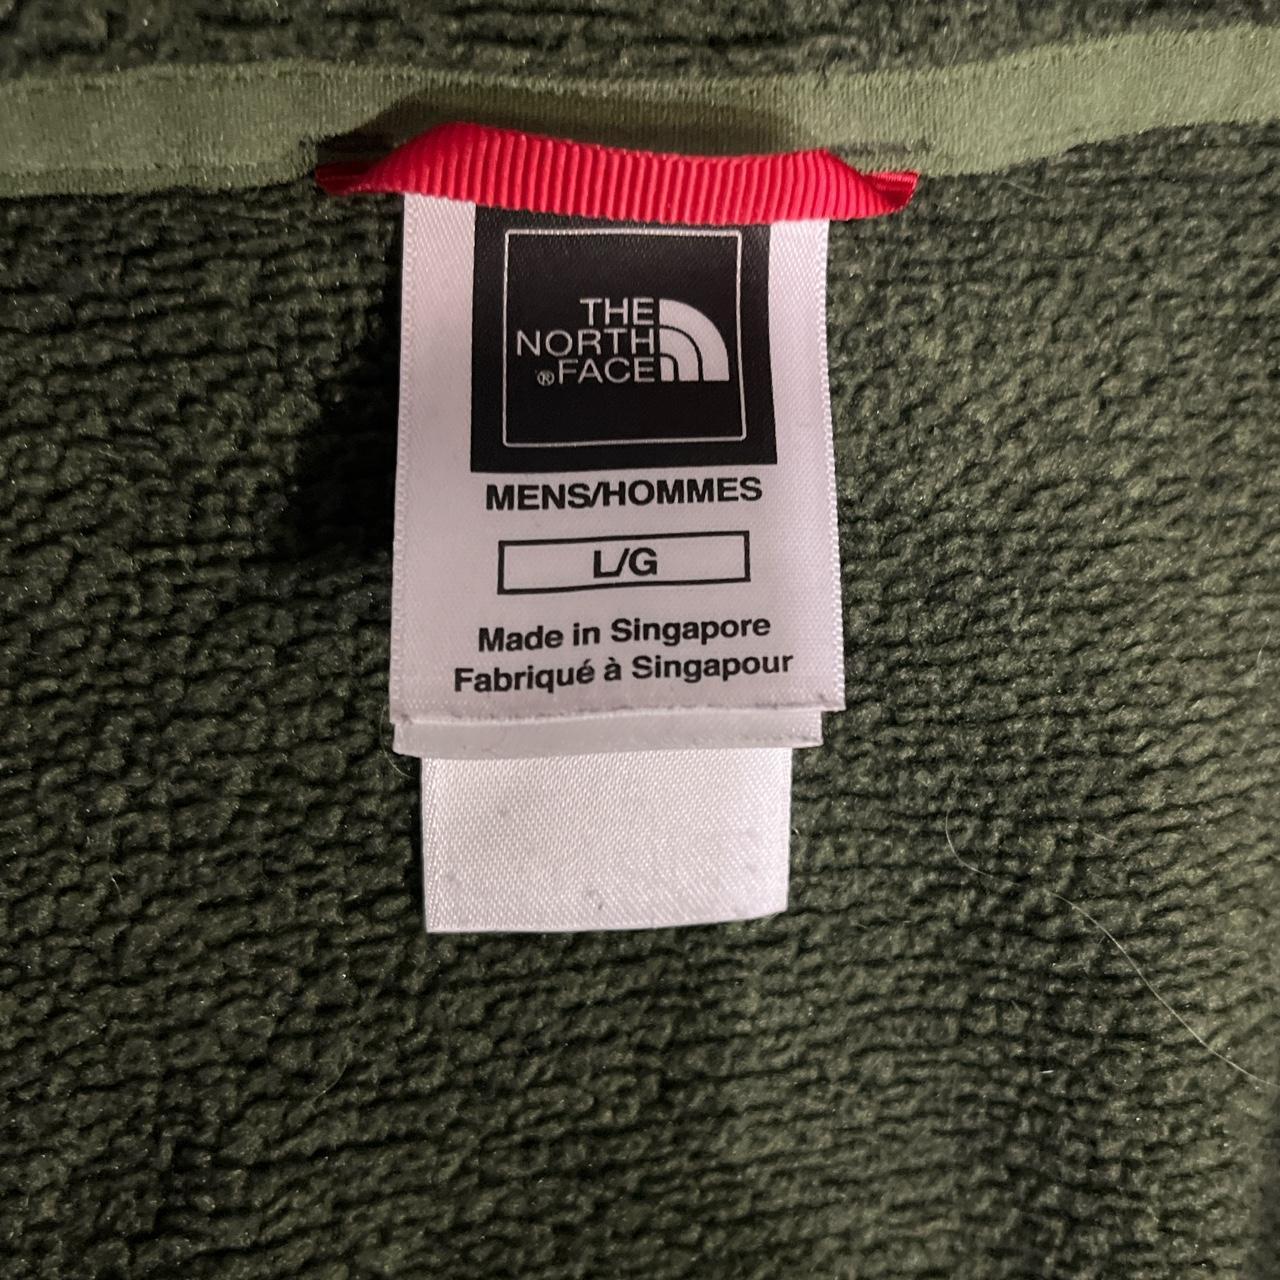 THE
NORTH
®FACE
MENS/HOMMES
L/G
Made in Singapore
Fabriqué à Singapour